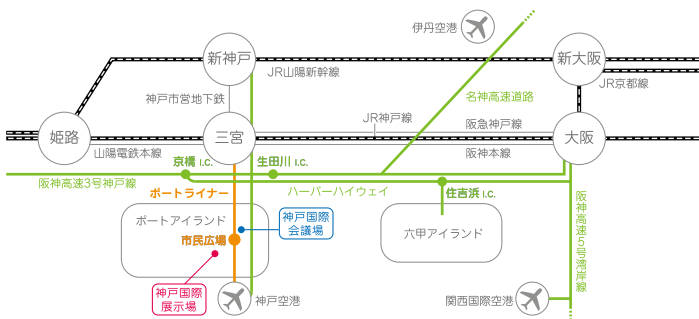 伊丹空港
新神戸
新大阪
JR山陽新幹線
JR京都線
神戸市営地下鉄
名神高速道路
JR神戸線
阪急神戸線
姫路
三宮
大阪
山陽電鉄本線
阪神本線
京橋 I.C.
生田川 I.C.
阪神高速3号神戸線
ポートライナー
ハーバーハイウェイ
住吉浜 I.C.
阪神高速5号湾岸線
ポートアイランド
神戸国際
会議場
六甲アイランド
市民広場
神戸国際
展示場
神戸空港
関西国際空港